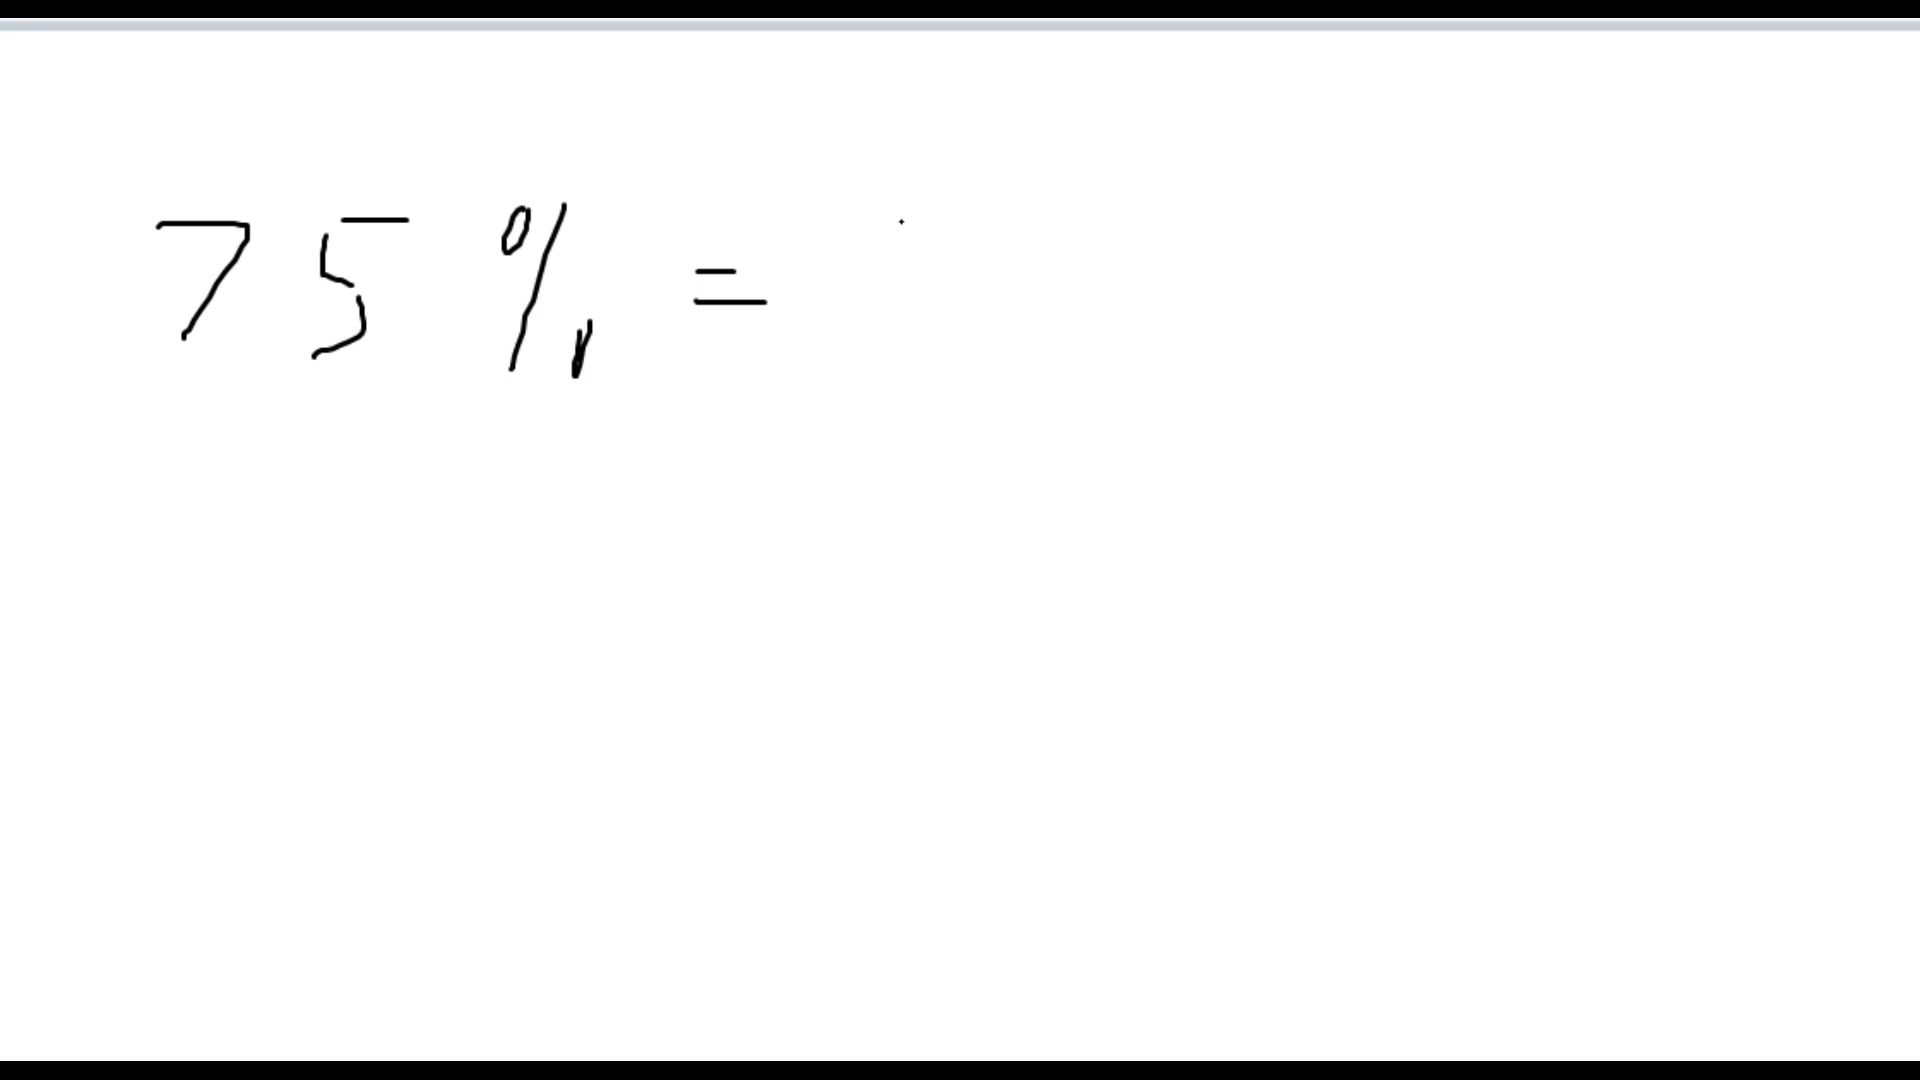 75% =